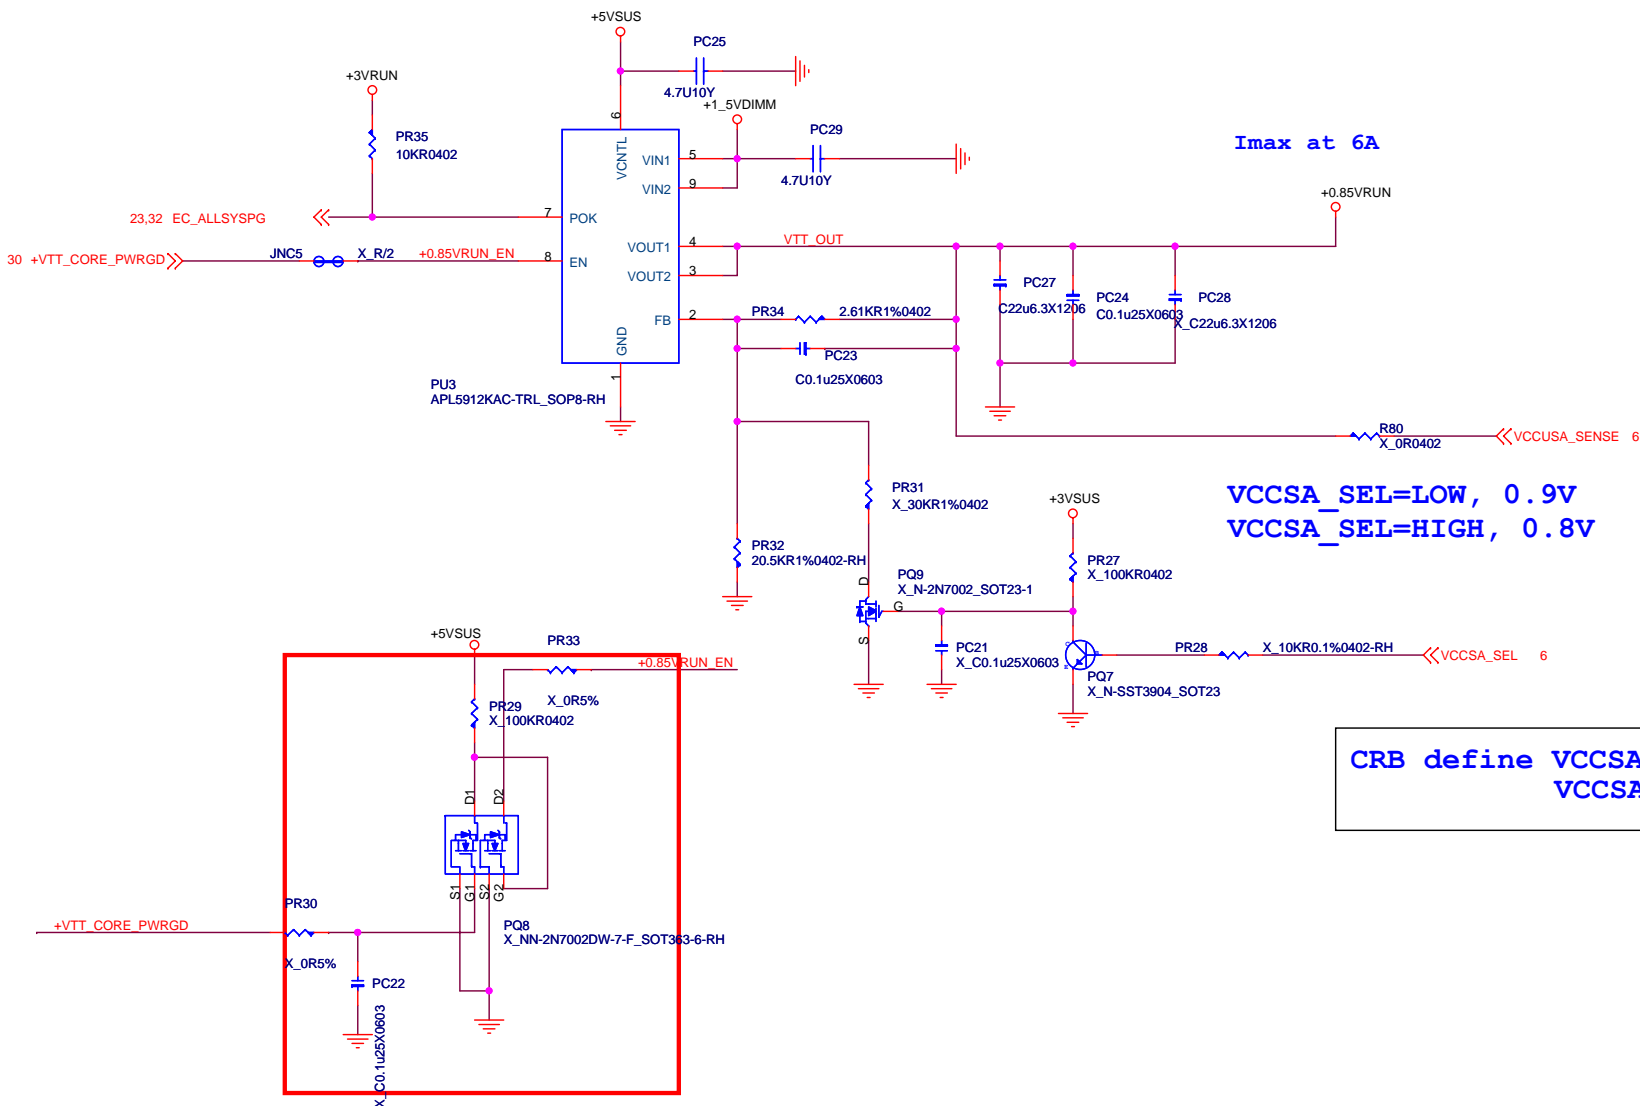 +5VSUS
PC25
4.7U10Y
+3VRUN
+1_5VDIMM
PR35
10KR0402
PC29
4.7U10Y
Imax at 6A
6
VCNTL
VIN1
5
VIN2
9
+0.85VRUN
23,32 EC_ALLSYSPG
7
POK
VOUT1
4
VTT_OUT
30 +VTT_CORE_PWRGD
JNC5
X_R/2
+0.85VRUN_EN
8
EN
VOUT2
3
PC27
C22u6.3X1206
PC24
C0.1u25X0603
PC28
X_C22u6.3X1206
FB
2
PR34
2.61KR1%0402
GND
1
PC23
C0.1u25X0603
PU3
APL5912KAC-TRL_SOP8-RH
R80
X_0R0402
VCCUSA_SENSE 6
PR31
X_30KR1%0402
+3VSUS
VCCSA_SEL=LOW, 0.9V
VCCSA_SEL=HIGH, 0.8V
PR32
20.5KR1%0402-RH
PR27
X_100KR0402
PQ9
X_N-2N7002_SOT23-1
D
G
S
PC21
X_C0.1u25X0603
PR28
X_10KR0.1%0402-RH
VCCSA_SEL 6
PQ7
X_N-SST3904_SOT23
+5VSUS
PR33
X_0R5%
+0.85VRUN_EN
PR29
X_100KR0402
CRB define VCCSA
VCCSA
D1
D2
S1
G1
S2
G2
PR30
X_0R5%
+VTT_CORE_PWRGD
PQ8
X_NN-2N7002DW-7-F_SOT363-6-RH
PC22
X_C0.1u25X0603